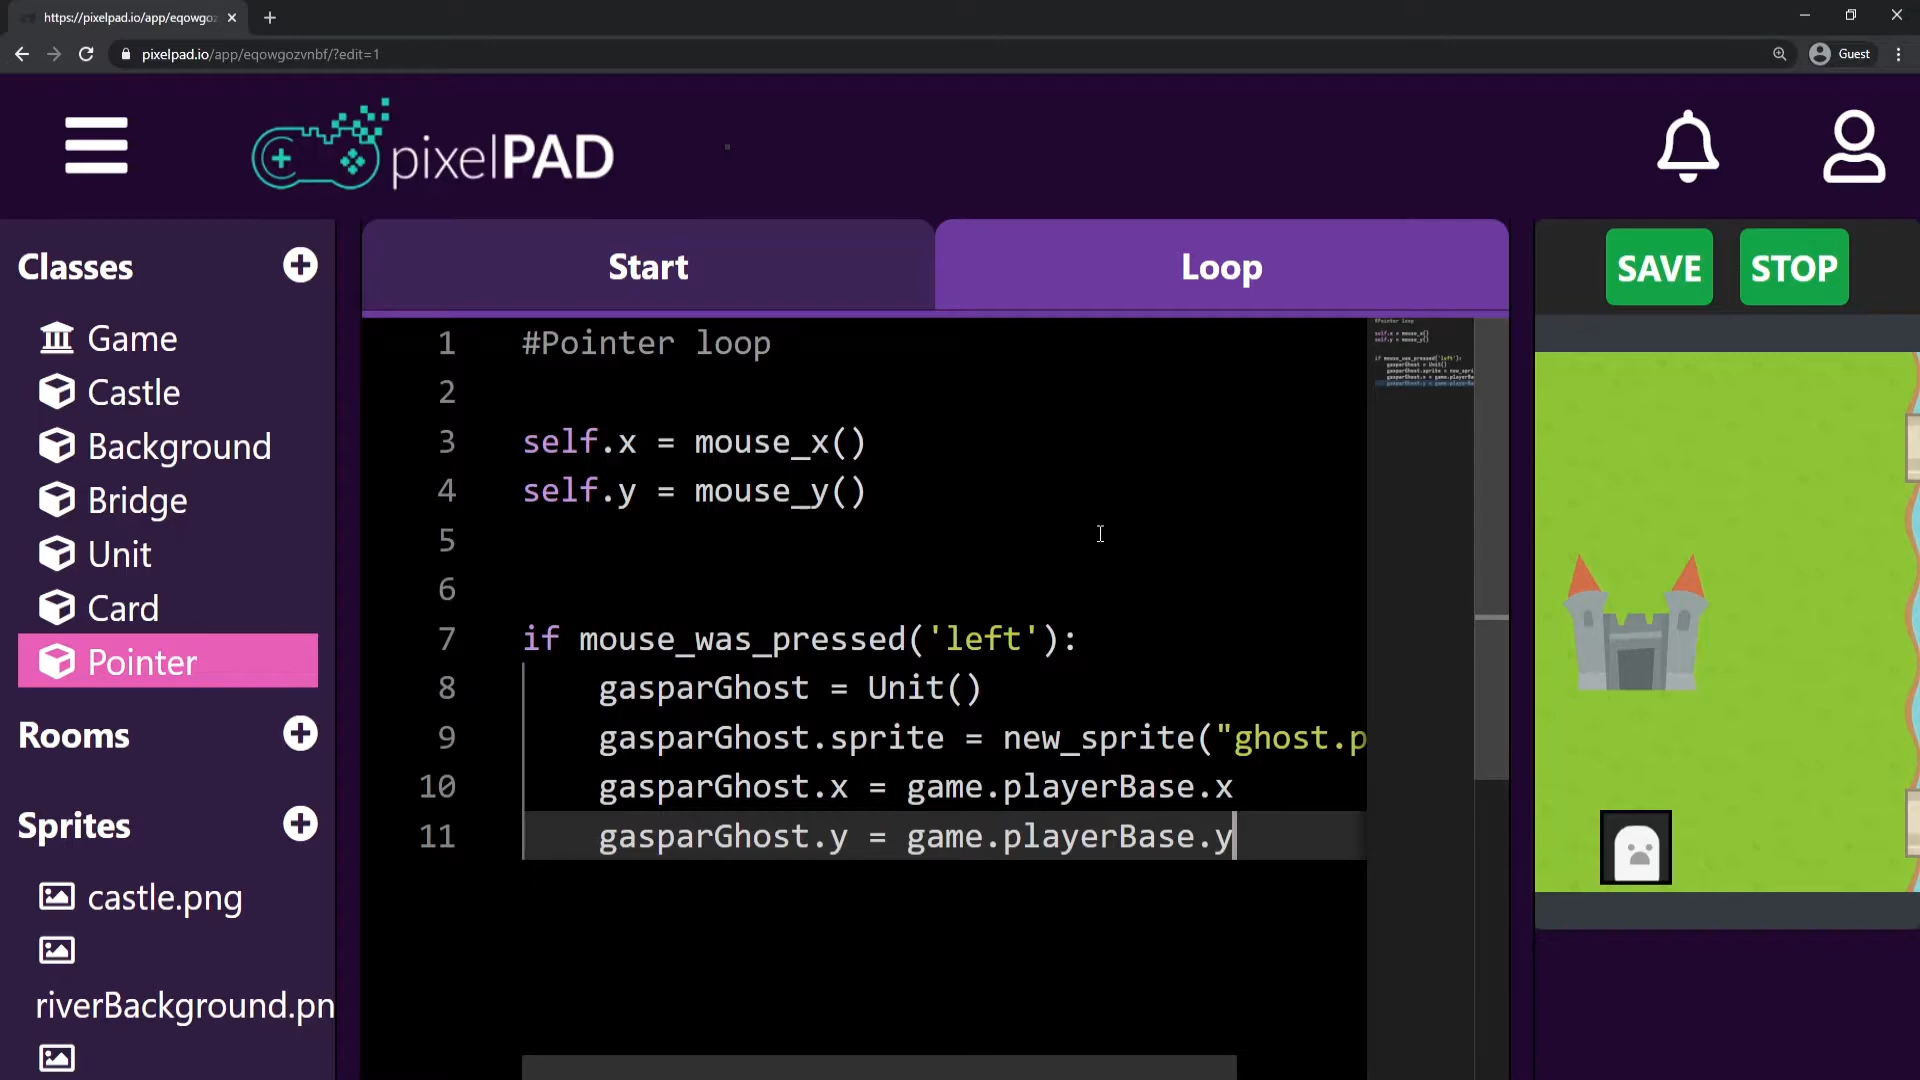 https://pixelpad.io/app/eqowgo
pixelpad.io/app/eqowgozvnbf/?edit=1
Guest
pixelPAD
Classes
Game
Castle
Background
Bridge
Unit
Card
Pointer
Rooms
Sprites
castle.png
riverBackground.pn
Start
Loop
1 #Pointer loop
2
3 self.x = mouse_x()
4 self.y = mouse_y()
5
6
7 if mouse_was_pressed('left'):
8 gasparGhost = Unit()
9 gasparGhost.sprite = new_sprite("ghost.p
10 gasparGhost.x = game.playerBase.x
11 gasparGhost.y = game.playerBase.y
SAVE
STOP